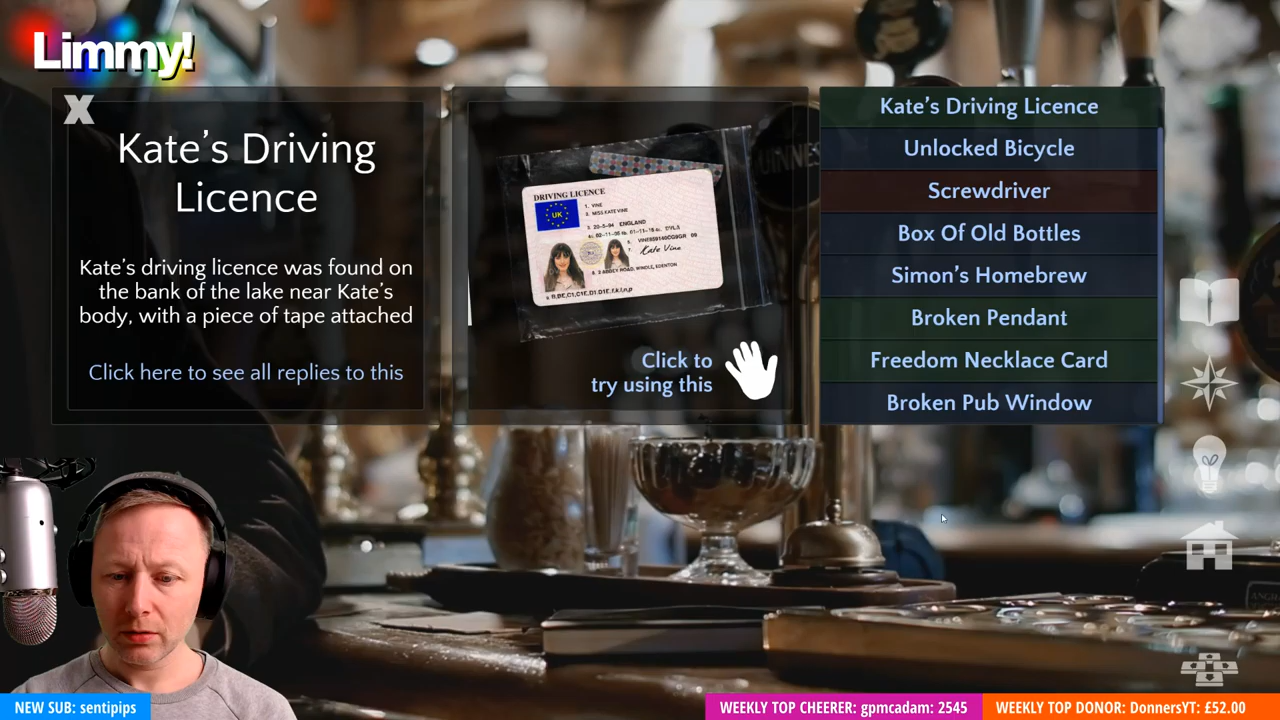 Limmy!
X
Kate's Driving
Licence
Kate's driving licence was found on
the bank of the lake near Kate's
body, with a piece of tape attached
Click here to see all replies to this
DRIVING LICENCE
UK
1. VINE
2. MISS KATE VINE
ENGLAND
Kate Vine
Click to
try using this
GUINNESS
Kate's Driving Licence
Unlocked Bicycle
Screwdriver
Box Of Old Bottles
Simon's Homebrew
Broken Pendant
Freedom Necklace Card
Broken Pub Window
NEW SUB: sentipips
WEEKLY TOP CHEERER: gpmcadam: 2545
WEEKLY TOP DONOR: DonnersYT: £52.00